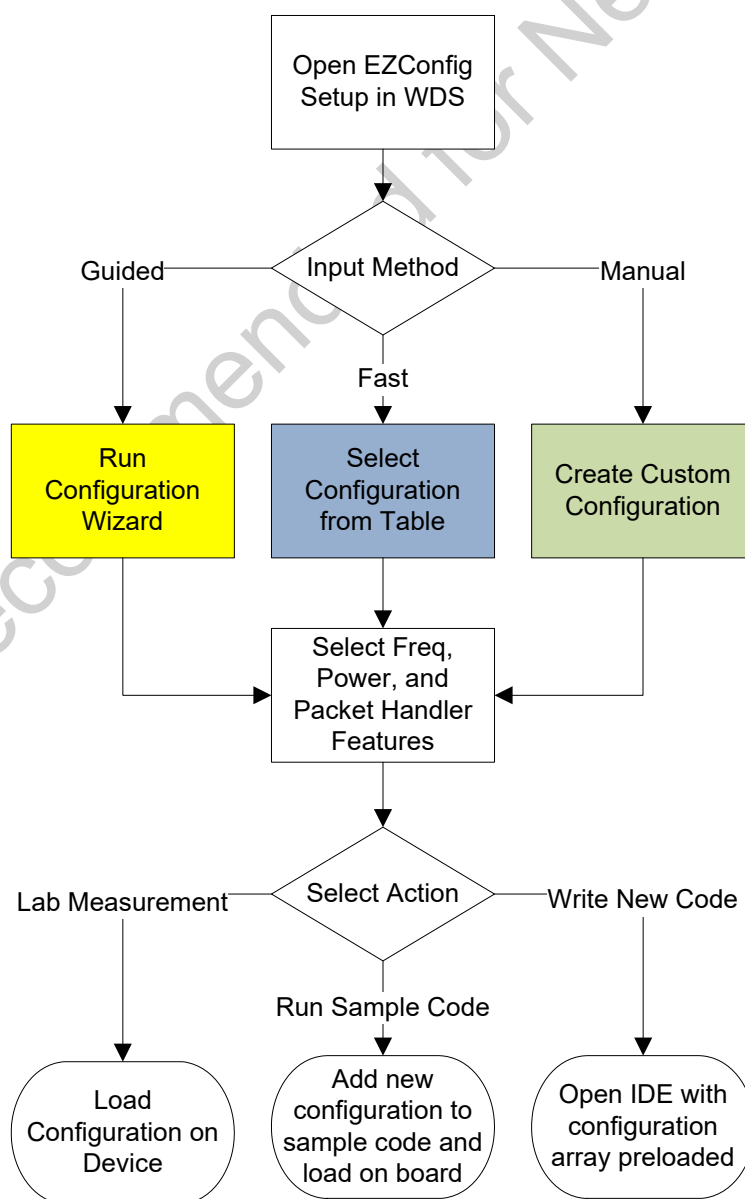 Open EZConfig
Setup in WDS
Input Method
Guided
Manual
Fast
Run
Configuration
Wizard
Select
Configuration
from Table
Create Custom
Configuration
Select Freq,
Power, and
Packet Handler
Features
Select Action
Lab Measurement
Write New Code
Run Sample Code
Load
Configuration on
Device
Add new
configuration to
sample code and
load on board
Open IDE with
configuration
array preloaded